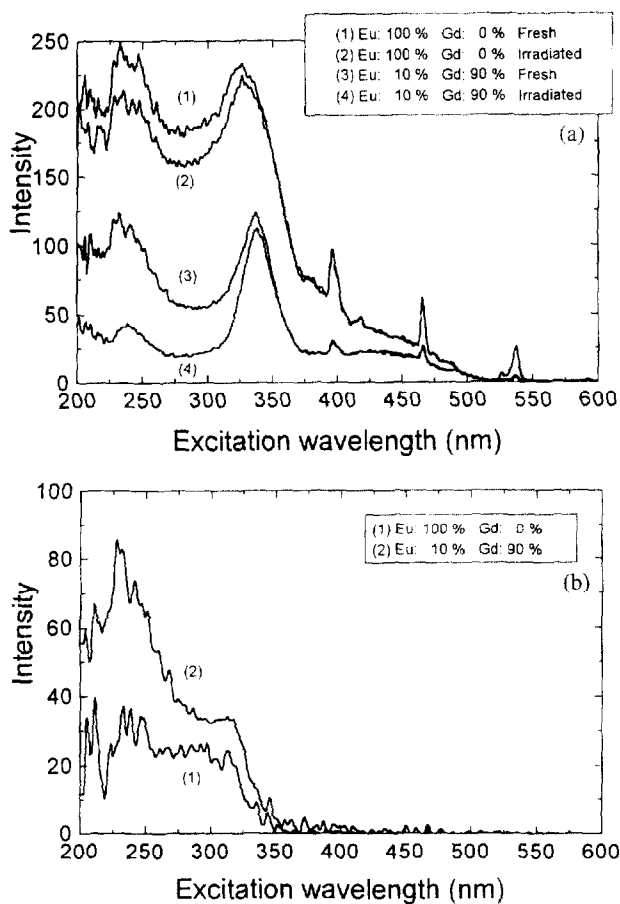 (1) Eu: 100 % Gd: 0 % Fresh
(2) Eu: 100 % Gd: 0 % Irradiated
(3) Eu: 10 % Gd: 90 % Fresh
(4) Eu: 10 % Gd: 90 % Irradiated
(a)
250
200
150
100
50
25
0
Intensity
(1)
(2)
(3)
(4)
200 250 300 350 400 450 500 550 600
Excitation wavelength (nm)
100
80
60
40
20
0
Intensity
(1) Eu: 100 % Gd: 0 %
(2) Eu: 10 % Gd: 90 %
(b)
(2)
(1)
200 250 300 350 400 450 500 550 600
Excitation wavelength (nm)